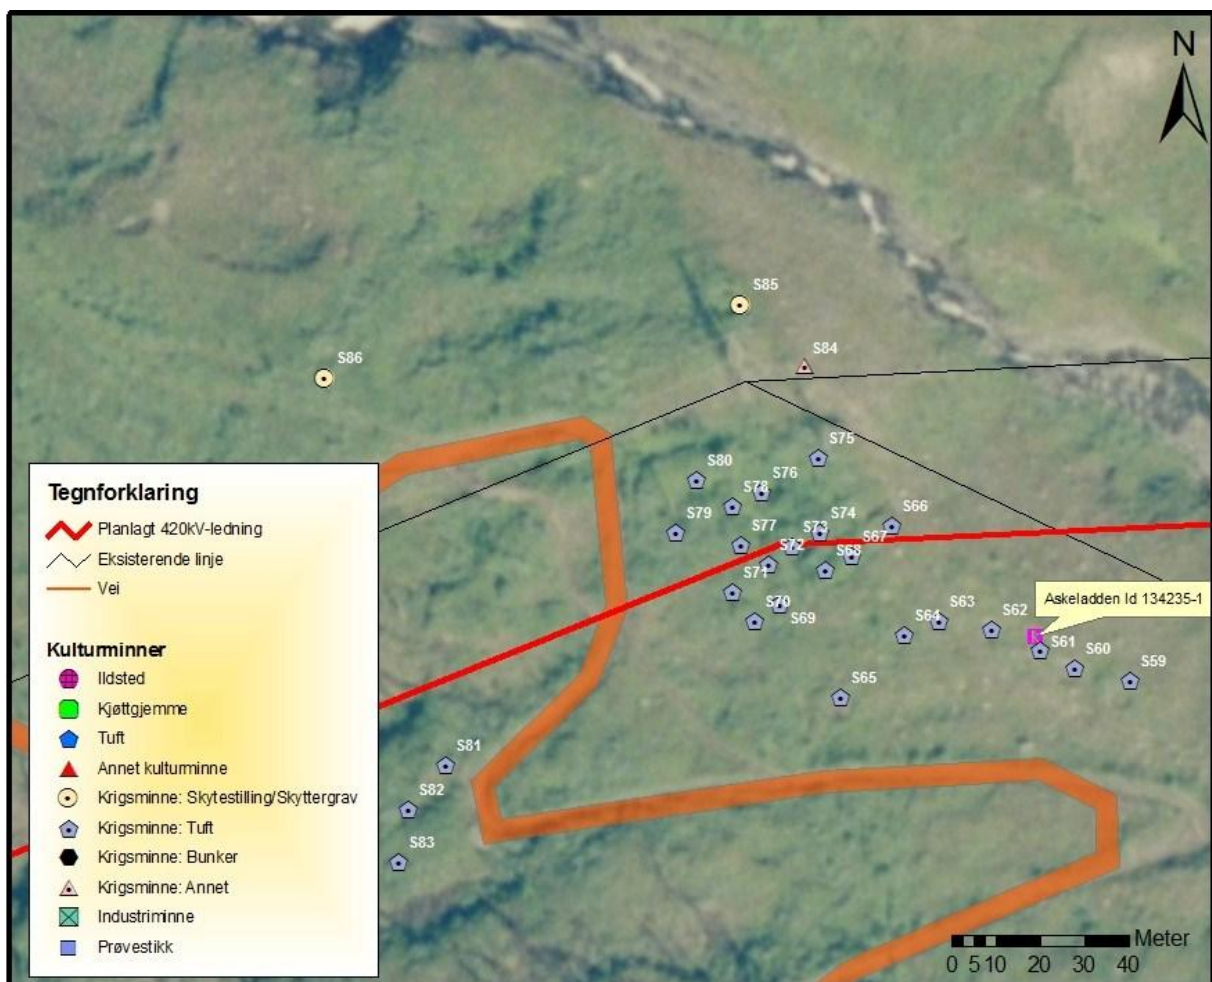 N
S85
S84
S86
S75
S80
S76
S78
S79
S74
S66
S77
S73
S67
S72
S68
S71
S70
S69
S64
S63
S62
Askeladden Id 134235-1
S61
S60
S59
S65
S81
S82
S83
Tegnforklaring
Planlagt 420kV-ledning
Eksisterende linje
Vei
Kulturminner
Ildsted
Kjøttgjemme
Tuft
Annet kulturminne
Krigsminne: Skytestilling/Skyttergrav
Krigsminne: Tuft
Krigsminne: Bunker
Krigsminne: Annet
Industriminne
Prøvestikk
Meter
0 5 10 20 30 40